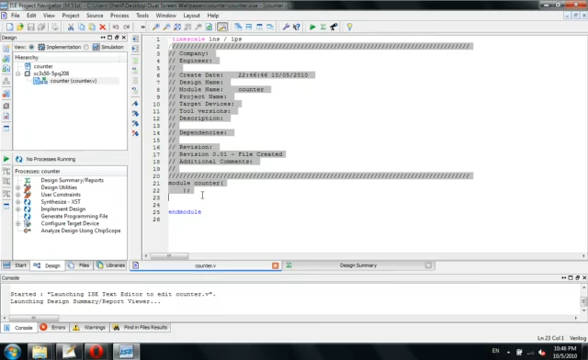 ISE Project Navigator (M.53d) - C:\Users\Oben\Desktop\Dual Screen Wallpapers\counter\counter.xise - [counter.v]
File Edit View Project Source Process Tools Window Layout Help
Design
View: Implementation Simulation
Hierarchy
counter
xc3s50-5pq208
counter (counter.v)
No Processes Running
Processes: counter
Design Summary/Reports
Design Utilities
User Constraints
Synthesize - XST
Implement Design
Generate Programming File
Configure Target Device
Analyze Design Using ChipScope
Start Design Files Libraries
1 `timescale 1ns / 1ps
2 //////////////////////////////////////////////////////////////////////////////////
3 // Company:
4 // Engineer:
5 //
6 // Create Date: 22:46:46 10/05/2010
7 // Design Name:
8 // Module Name: counter
9 // Project Name:
10 // Target Devices:
11 // Tool versions:
12 // Description:
13 //
14 // Dependencies:
15 //
16 // Revision:
17 // Revision 0.01 - File Created
18 // Additional Comments:
19 //
20 //////////////////////////////////////////////////////////////////////////////////
21 module counter(
22 );
23
24
25 endmodule
26
counter.v Design Summary
Console
Started : "Launching ISE Text Editor to edit counter.v".
Launching Design Summary/Report Viewer...
Console Errors Warnings Find in Files Results
Ln 23 Col 1 Verilog
EN
10:48 PM
10/5/2010